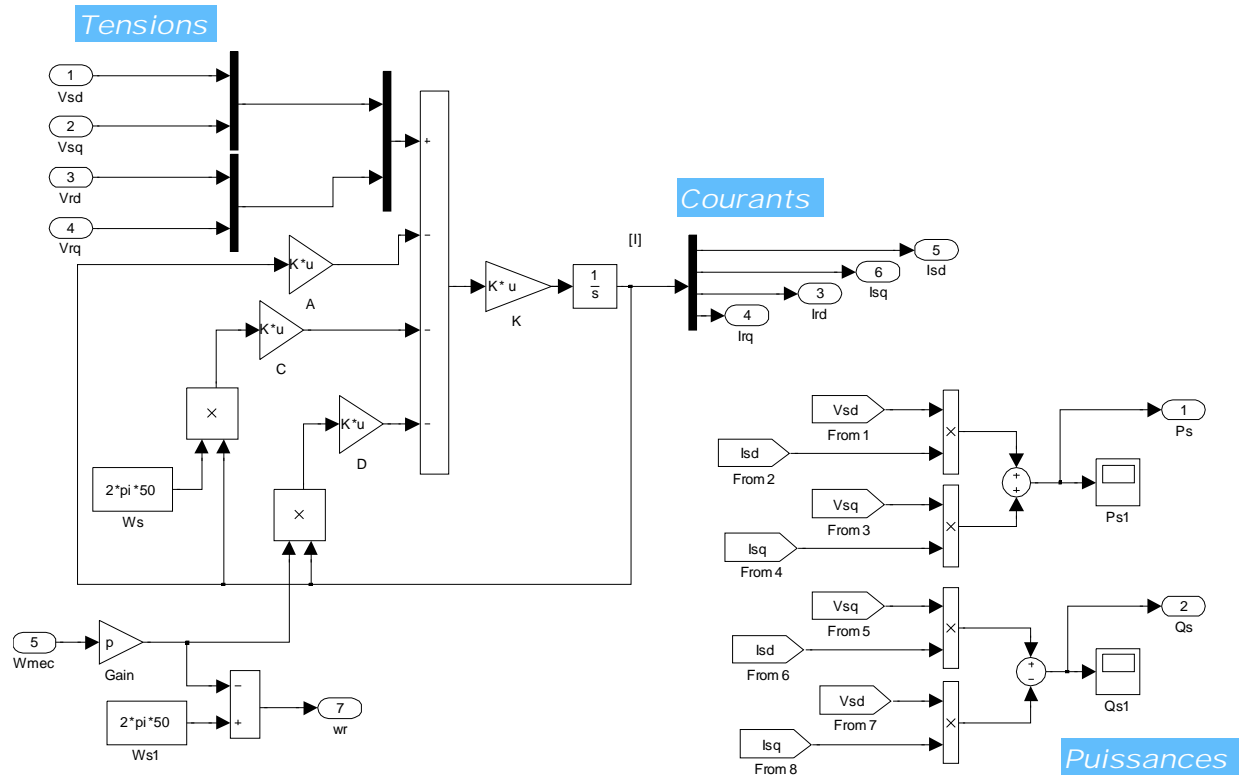 Tensions
1
Vsd
2
Vsq
3
Vrd
4
Vrq
+
−
−
−
K*u
A
K*u
C
K*u
D
×
×
2*pi*50
Ws
K* u
K
1
s
[I]
Courants
5
Isd
6
Isq
3
Ird
4
Irq
5
Wmec
p
Gain
2*pi*50
Ws1
−
+
7
wr
Vsd
From 1
Isd
From 2
×
Vsq
From 3
Isq
From 4
×
+
+
1
Ps
Ps1
Vsq
From 5
Isd
From 6
×
Vsd
From 7
Isq
From 8
×
+
−
2
Qs
Qs1
Puissances